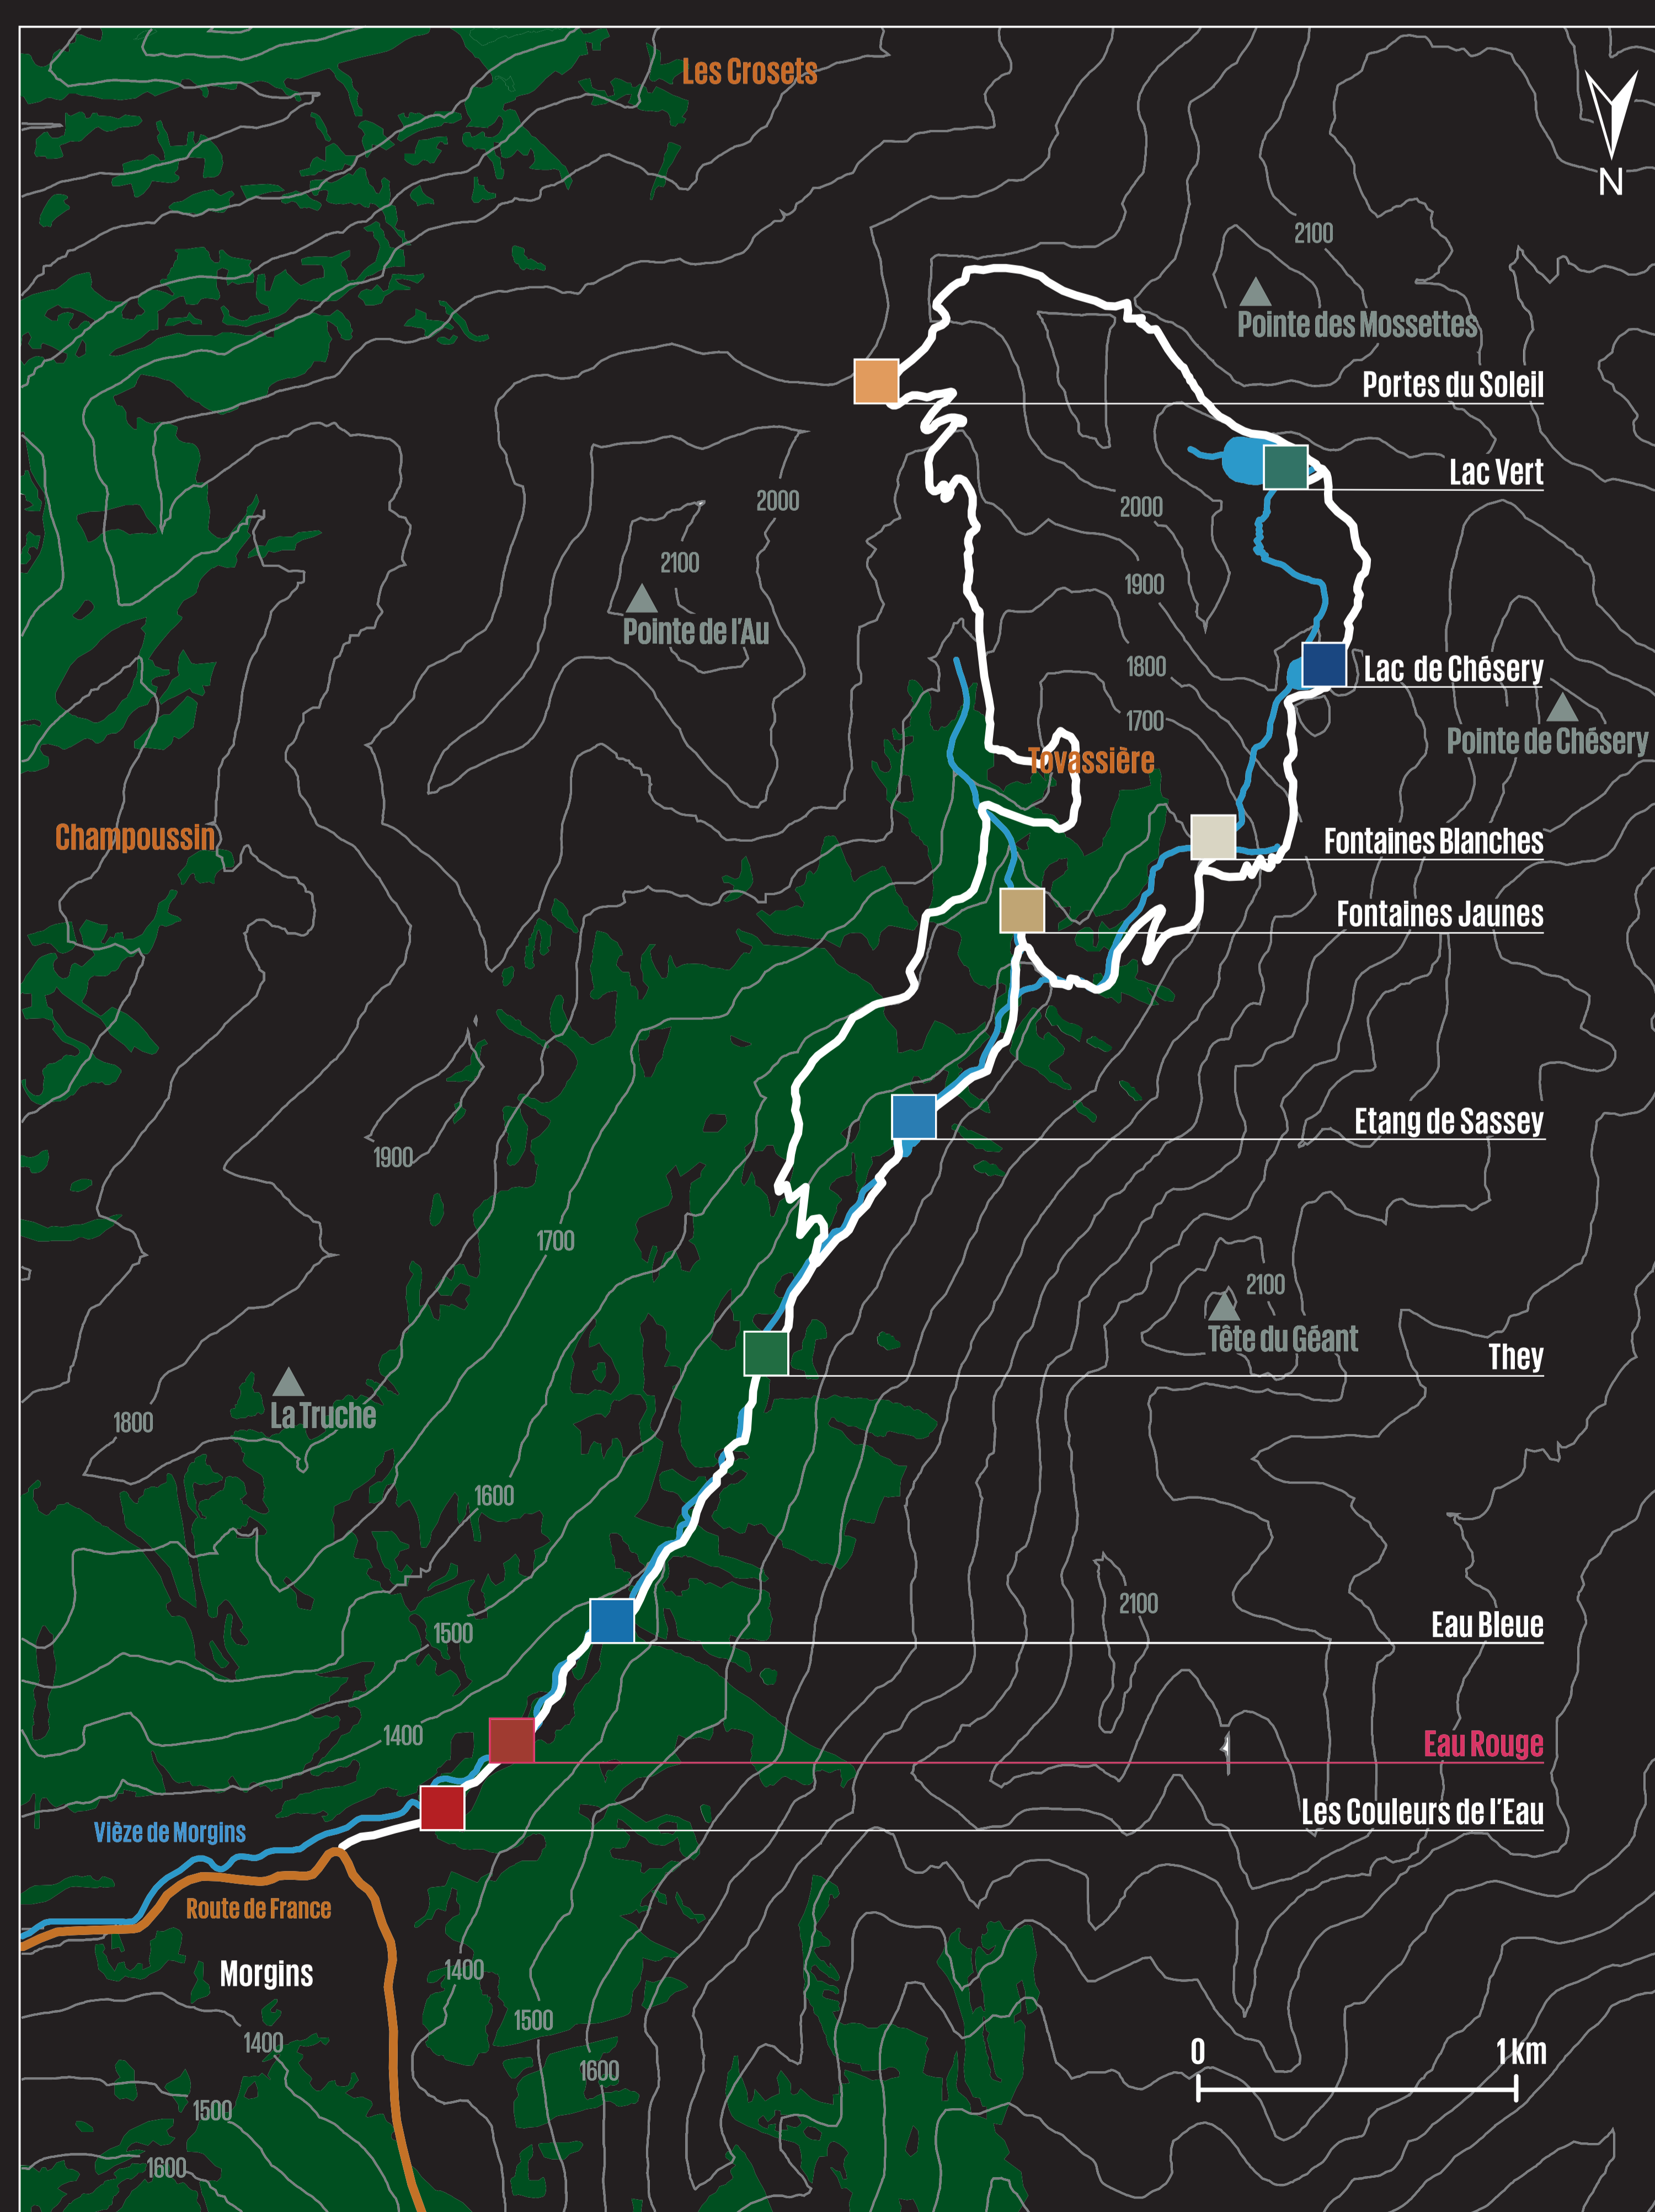 Les Crosets
N
2100
Pointe des Mossettes
Portes du Soleil
Lac Vert
2000
2000
2100
1900
Pointe de l'Au
1800
Lac de Chésery
1700
Pointe de Chésery
Tovassière
Champoussin
Fontaines Blanches
Fontaines Jaunes
Etang de Sassey
1900
1700
2100
Tête du Géant
They
La Truche
1800
1600
2100
Eau Bleue
1500
1400
Eau Rouge
Les Couleurs de l'Eau
Vièze de Morgins
Route de France
Morgins
1400
1500
1400
0 1 km
1600
1500
1600